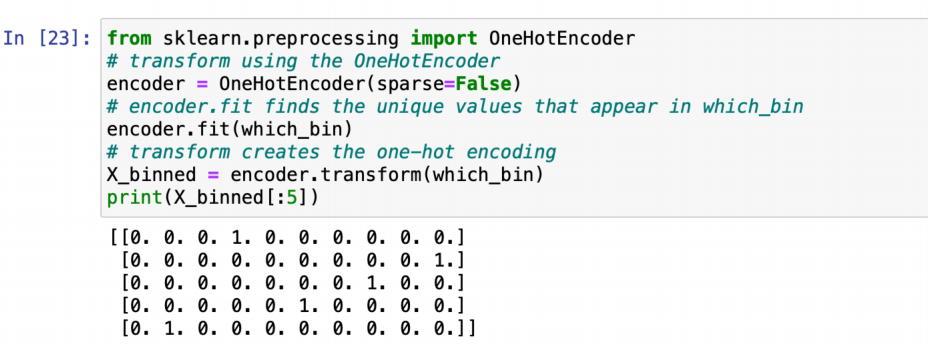 In [23]: from sklearn.preprocessing import OneHotEncoder
# transform using the OneHotEncoder
encoder = OneHotEncoder(sparse=False)
# encoder.fit finds the unique values that appear in which_bin
encoder.fit(which_bin)
# transform creates the one-hot encoding
X_binned = encoder.transform(which_bin)
print(X_binned[:5])
[[0. 0. 0. 1. 0. 0. 0. 0. 0. 0.]
[0. 0. 0. 0. 0. 0. 0. 0. 0. 1.]
[0. 0. 0. 0. 0. 0. 0. 1. 0. 0.]
[0. 0. 0. 0. 0. 1. 0. 0. 0. 0.]
[0. 1. 0. 0. 0. 0. 0. 0. 0. 0.]]